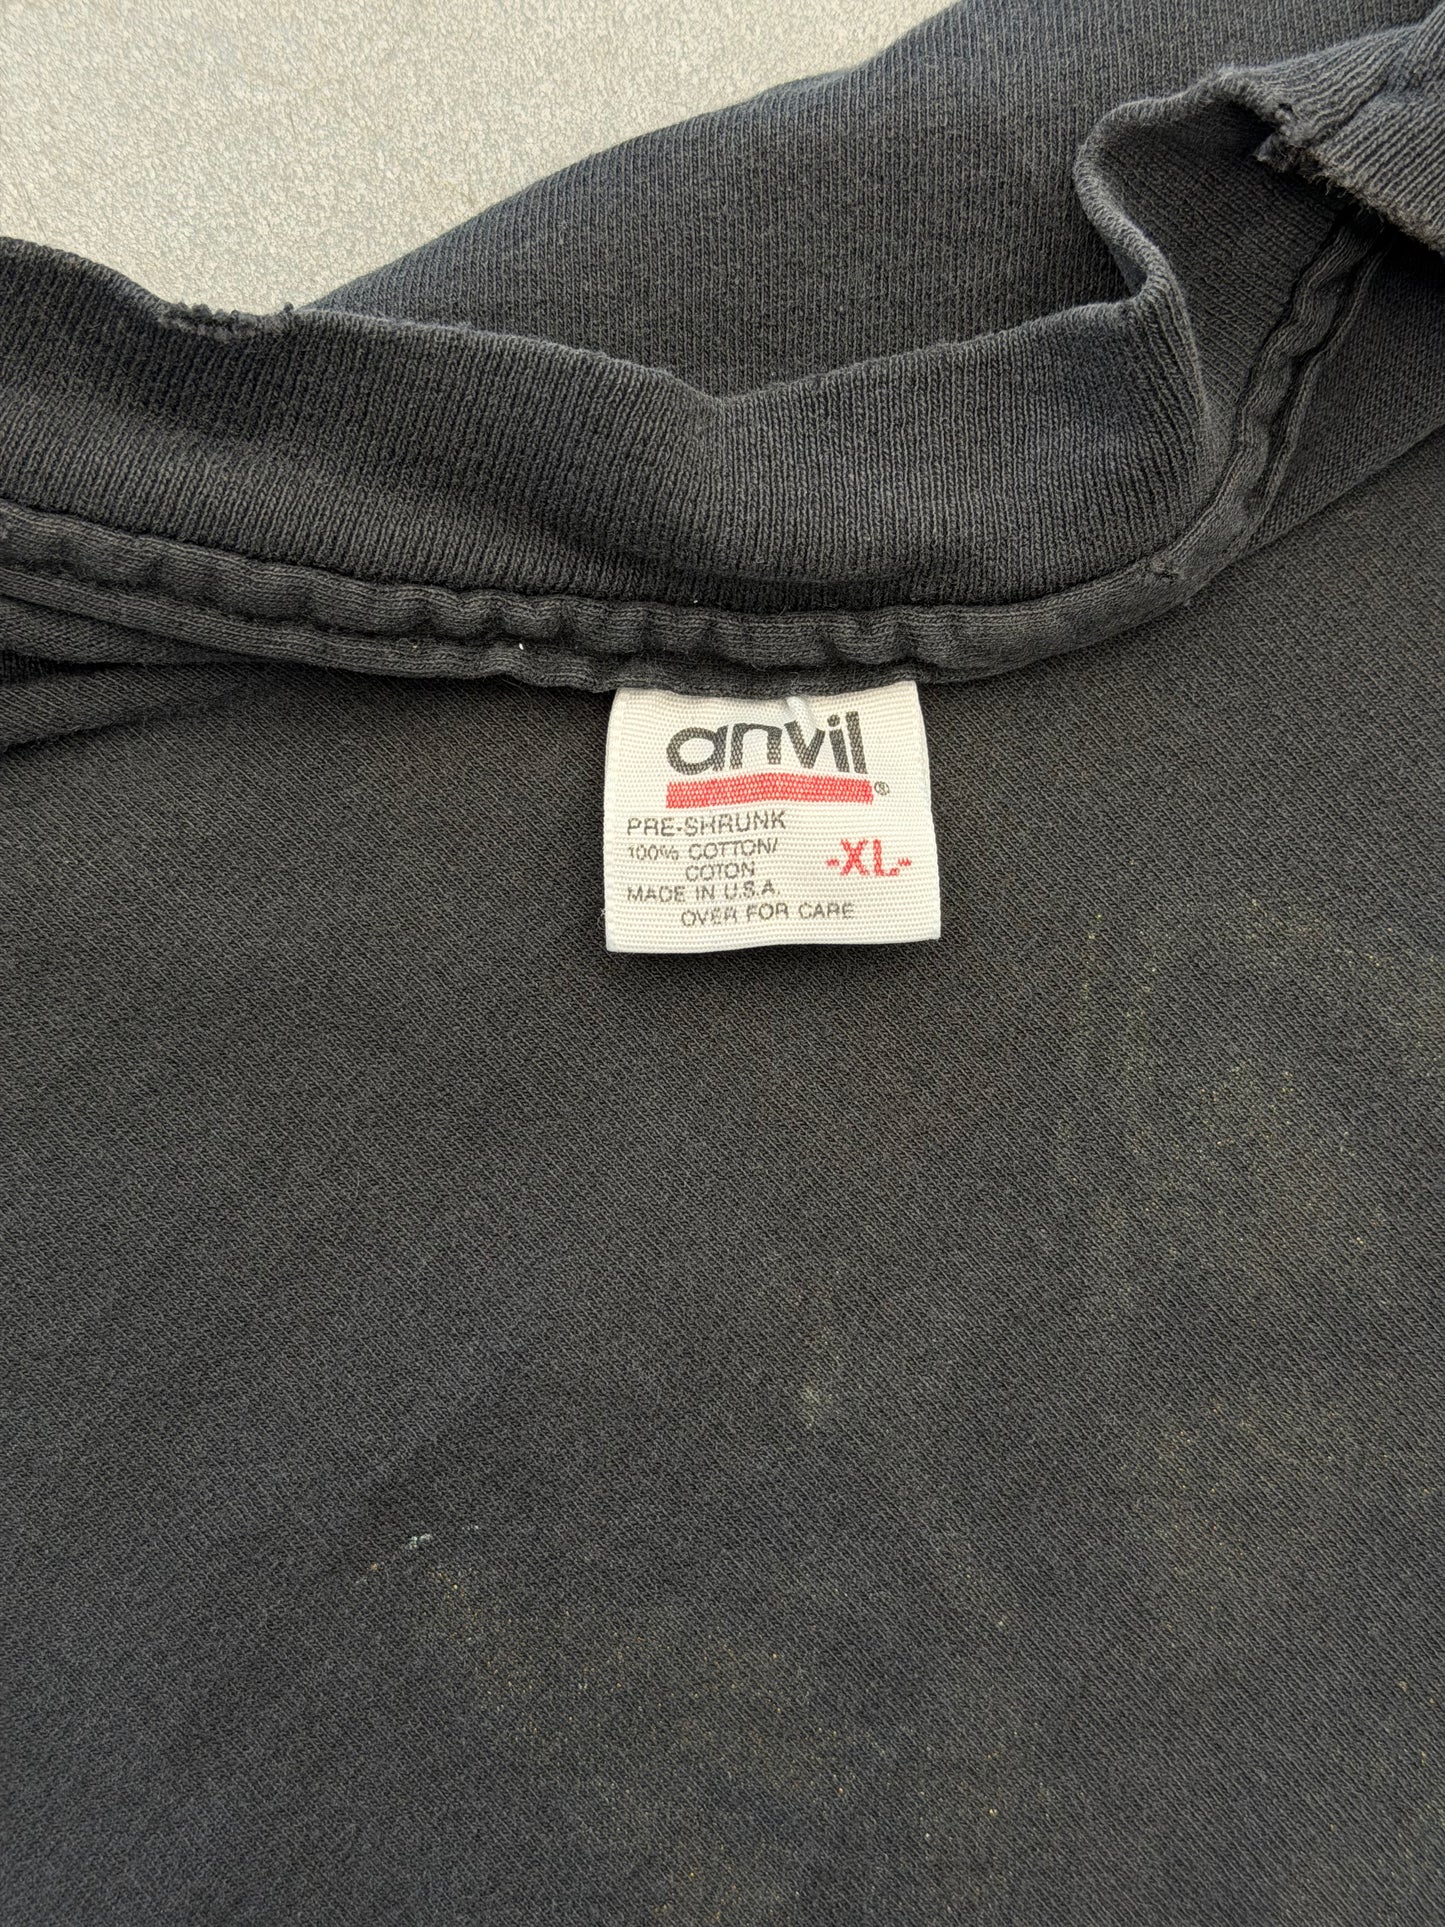 anvil®
PRE-SHRUNK
100% COTTON/
COTON
-XL-
MADE IN U.S.A.
OVER FOR CARE